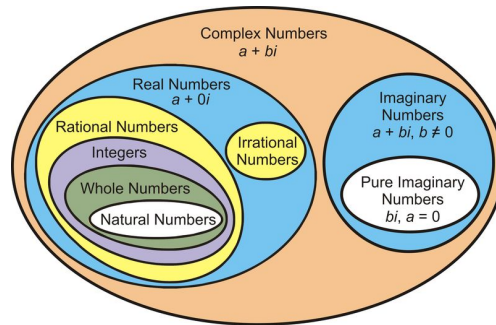 Complex Numbers
a + bi
Real Numbers
a + 0i
Rational Numbers
Integers
Whole Numbers
Natural Numbers
Irrational
Numbers
Imaginary
Numbers
a + bi, b ≠ 0
Pure Imaginary
Numbers
bi, a = 0